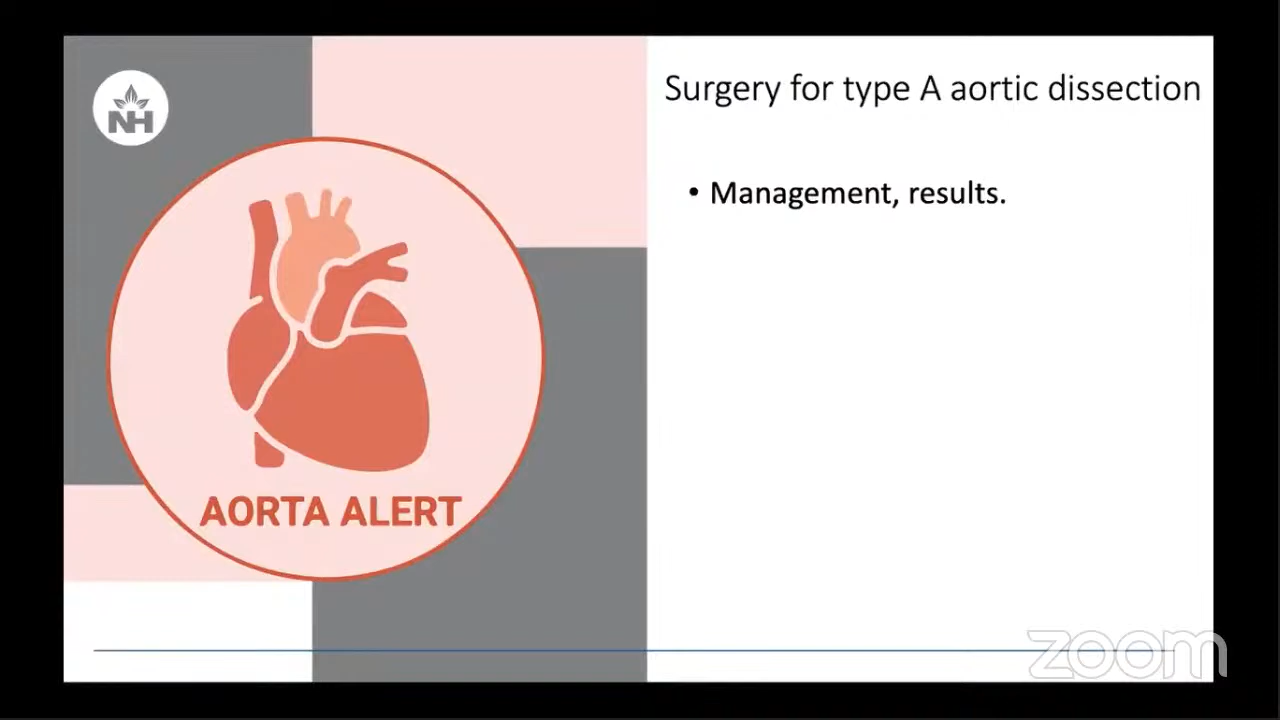 NH
Surgery for type A aortic dissection
• Management, results.
AORTA ALERT
zoom